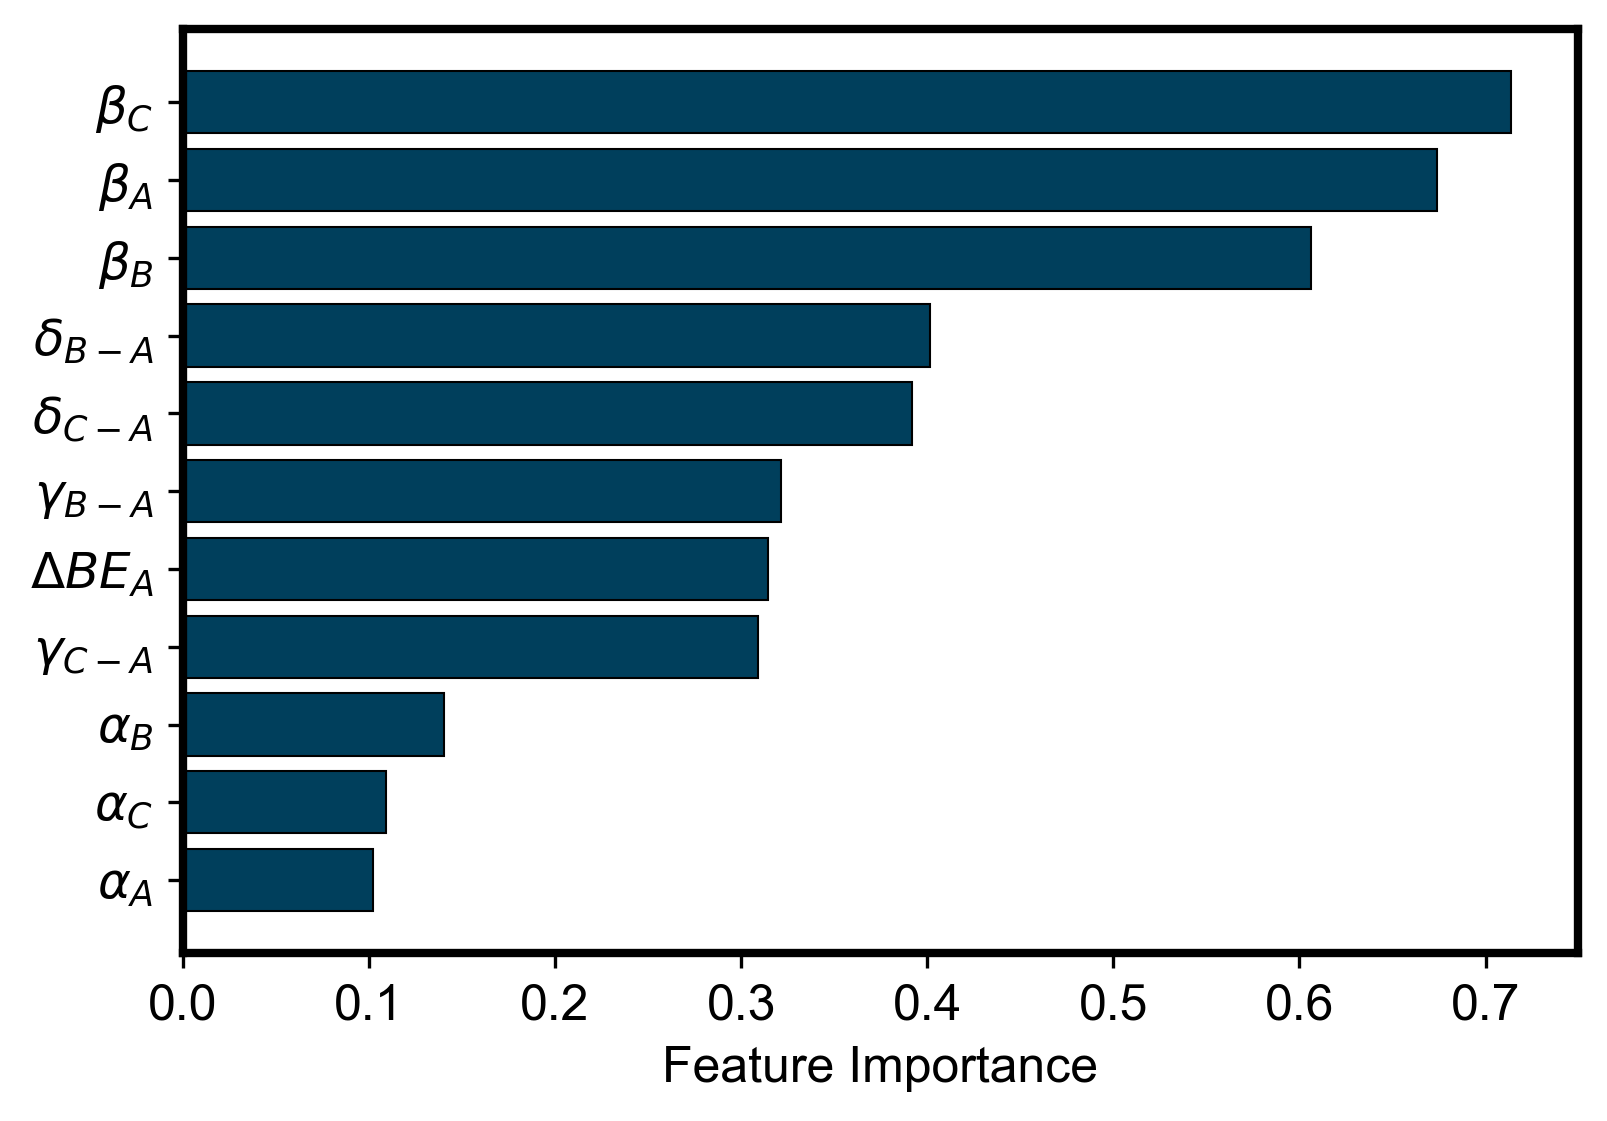 β_C
β_A
β_B
δ_{B−A}
δ_{C−A}
γ_{B−A}
ΔBE_A
γ_{C−A}
α_B
α_C
α_A
0.0 0.1 0.2 0.3 0.4 0.5 0.6 0.7
Feature Importance